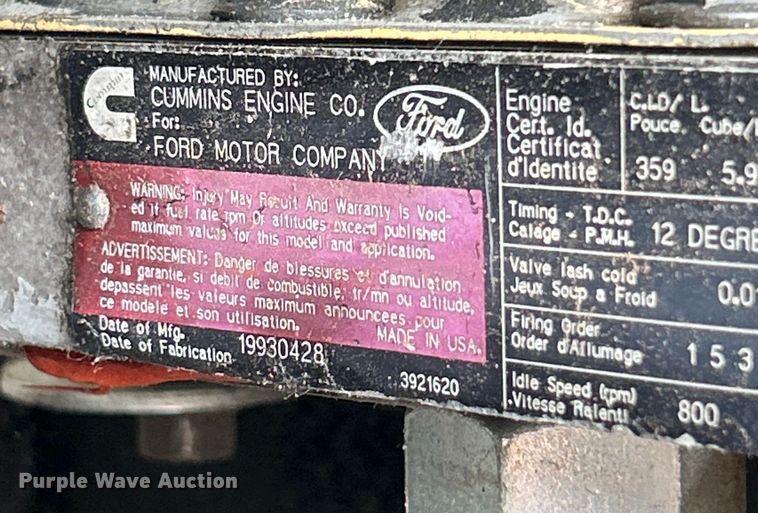 Cummins
MANUFACTURED BY:
CUMMINS ENGINE CO.
For:
FORD MOTOR COMPANY
Ford
WARNING: Injury May Result And Warranty Is Void-
ed if fuel rate rpm Or altitudes exceed published
maximum values for this model and application.
ADVERTISSEMENT: Danger de blessures et d'annulation
de la garantie, si debit de combustible, tr/mn ou altitude,
depassent les valeurs maximum announcees pour
ce modele et son utilisation.
MADE IN USA.
Date of Mfg.
Date of Fabrication 19930428
3921620
Engine
Cert. Id.
Certificat
d'Identite
C.I.D/ L.
Pouce. Cube/
359 5.9
Timing - T.D.C.
Calage - P.M.H. 12 DEGRE
Valve lash cold
Jeux Soup a Froid 0.0
Firing Order
Order d'Allumage 1 5 3
Idle Speed (rpm)
Vitesse Ralenti 800
Purple Wave Auction